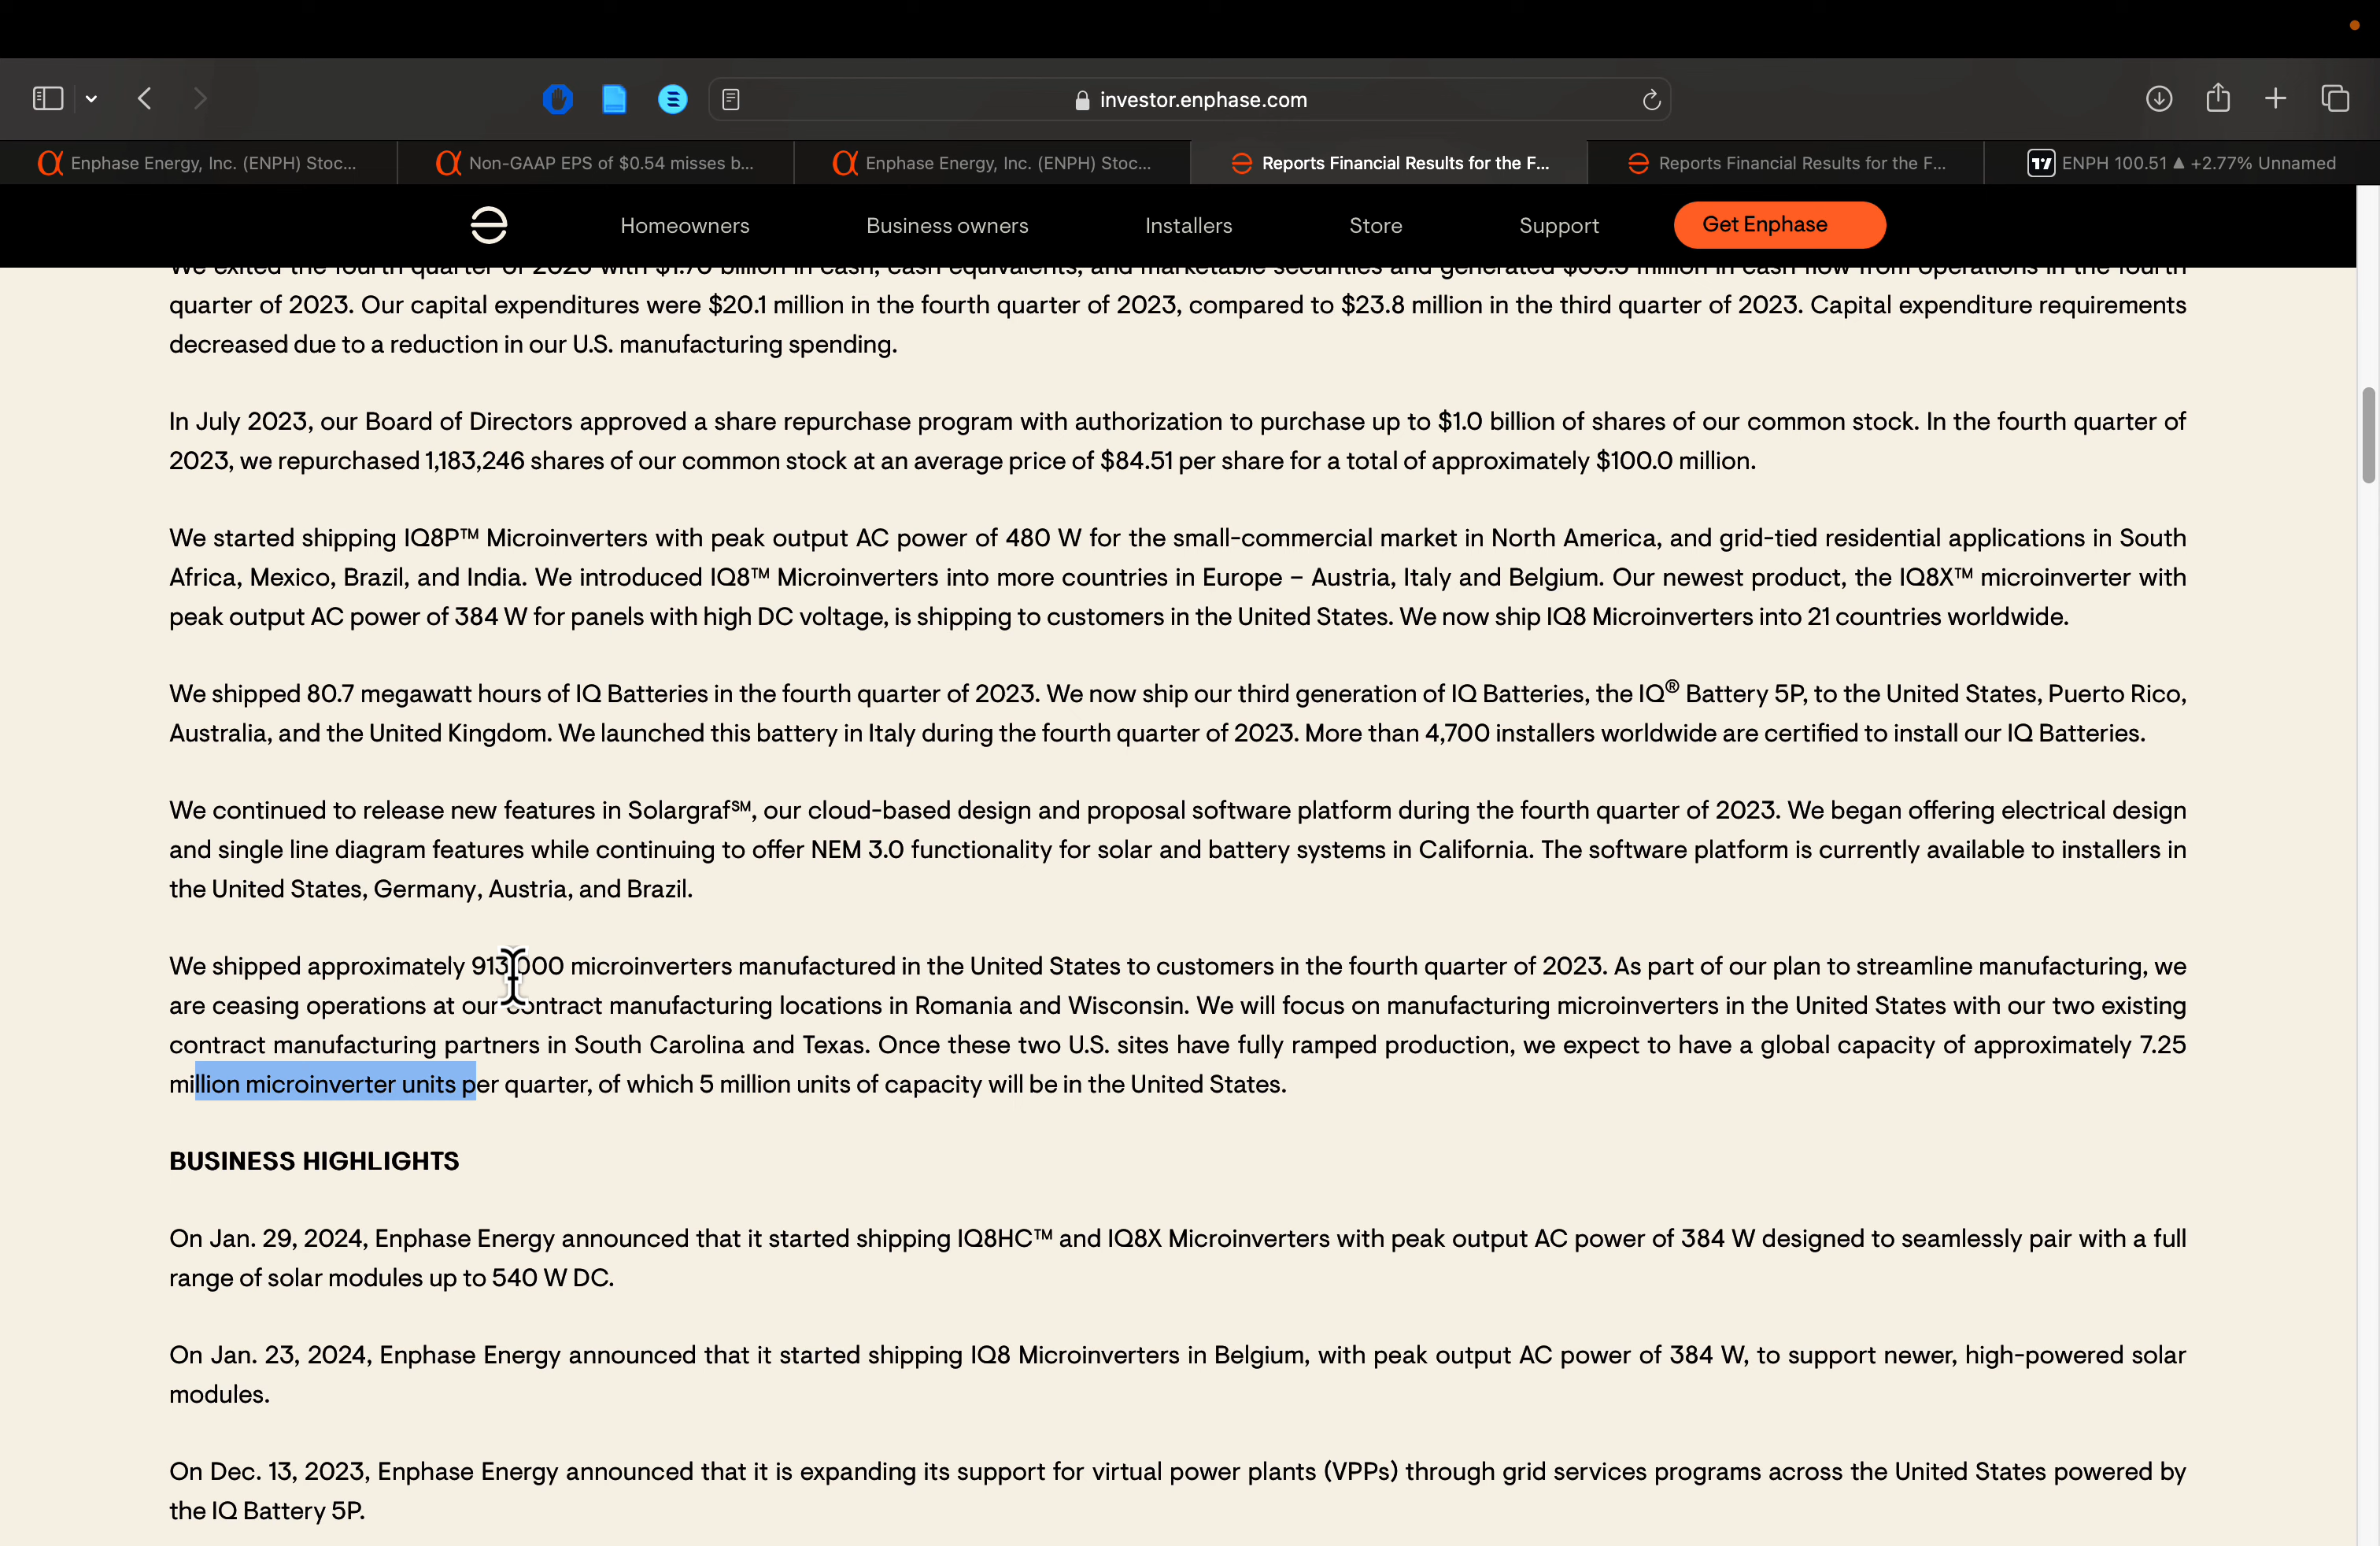 investor.enphase.com
Enphase Energy, Inc. (ENPH) Stoc...
Non-GAAP EPS of $0.54 misses b...
Enphase Energy, Inc. (ENPH) Stoc...
Reports Financial Results for the F...
Reports Financial Results for the F...
ENPH 100.51 ▲ +2.77% Unnamed
Homeowners
Business owners
Installers
Store
Support
Get Enphase
quarter of 2023. Our capital expenditures were $20.1 million in the fourth quarter of 2023, compared to $23.8 million in the third quarter of 2023. Capital expenditure requirements
decreased due to a reduction in our U.S. manufacturing spending.
In July 2023, our Board of Directors approved a share repurchase program with authorization to purchase up to $1.0 billion of shares of our common stock. In the fourth quarter of
2023, we repurchased 1,183,246 shares of our common stock at an average price of $84.51 per share for a total of approximately $100.0 million.
We started shipping IQ8P™ Microinverters with peak output AC power of 480 W for the small-commercial market in North America, and grid-tied residential applications in South
Africa, Mexico, Brazil, and India. We introduced IQ8™ Microinverters into more countries in Europe – Austria, Italy and Belgium. Our newest product, the IQ8X™ microinverter with
peak output AC power of 384 W for panels with high DC voltage, is shipping to customers in the United States. We now ship IQ8 Microinverters into 21 countries worldwide.
We shipped 80.7 megawatt hours of IQ Batteries in the fourth quarter of 2023. We now ship our third generation of IQ Batteries, the IQ® Battery 5P, to the United States, Puerto Rico,
Australia, and the United Kingdom. We launched this battery in Italy during the fourth quarter of 2023. More than 4,700 installers worldwide are certified to install our IQ Batteries.
We continued to release new features in Solargraf℠, our cloud-based design and proposal software platform during the fourth quarter of 2023. We began offering electrical design
and single line diagram features while continuing to offer NEM 3.0 functionality for solar and battery systems in California. The software platform is currently available to installers in
the United States, Germany, Austria, and Brazil.
We shipped approximately 913,000 microinverters manufactured in the United States to customers in the fourth quarter of 2023. As part of our plan to streamline manufacturing, we
are ceasing operations at our contract manufacturing locations in Romania and Wisconsin. We will focus on manufacturing microinverters in the United States with our two existing
contract manufacturing partners in South Carolina and Texas. Once these two U.S. sites have fully ramped production, we expect to have a global capacity of approximately 7.25
million microinverter units per quarter, of which 5 million units of capacity will be in the United States.
BUSINESS HIGHLIGHTS
On Jan. 29, 2024, Enphase Energy announced that it started shipping IQ8HC™ and IQ8X Microinverters with peak output AC power of 384 W designed to seamlessly pair with a full
range of solar modules up to 540 W DC.
On Jan. 23, 2024, Enphase Energy announced that it started shipping IQ8 Microinverters in Belgium, with peak output AC power of 384 W, to support newer, high-powered solar
modules.
On Dec. 13, 2023, Enphase Energy announced that it is expanding its support for virtual power plants (VPPs) through grid services programs across the United States powered by
the IQ Battery 5P.